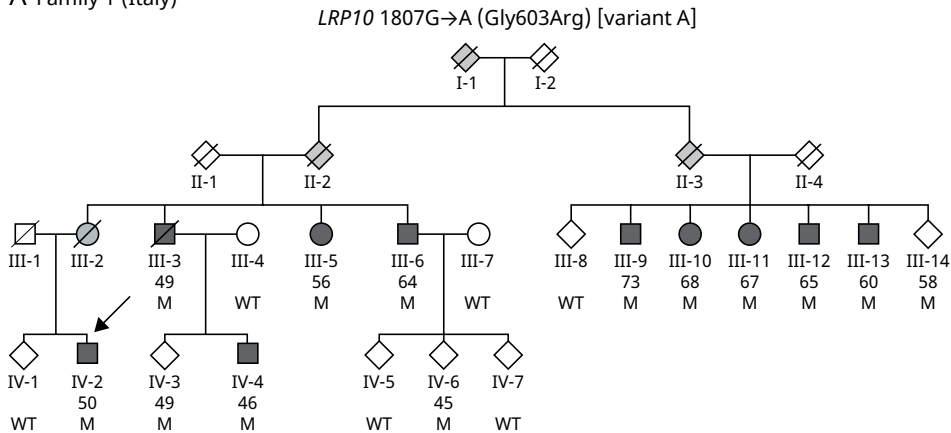 A Family 1 (Italy)
LRP10 1807G→A (Gly603Arg) [variant A]
I-1 I-2
II-1 II-2 II-3 II-4
III-1 III-2 III-3 III-4 III-5 III-6 III-7 III-8 III-9 III-10 III-11 III-12 III-13 III-14
49 56 64 73 68 67 65 60 58
M WT M M WT WT M M M M M M
IV-1 IV-2 IV-3 IV-4 IV-5 IV-6 IV-7
50 49 46 45
WT M M M WT M WT